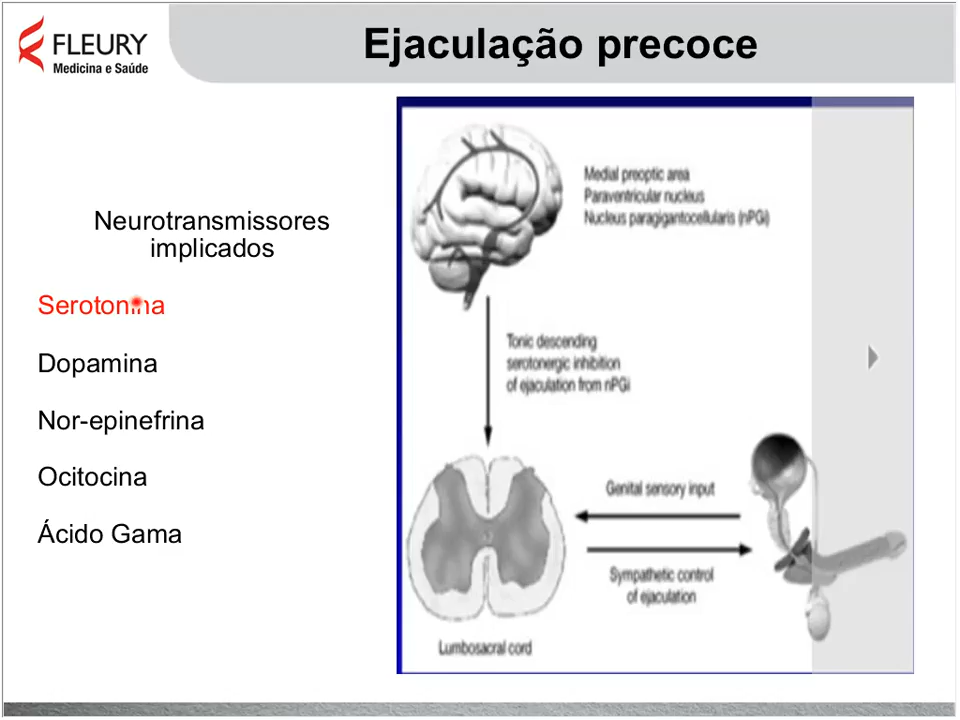 FLEURY
Medicina e Saúde
Ejaculação precoce
Neurotransmissores
implicados
Serotonina
Dopamina
Nor-epinefrina
Ocitocina
Ácido Gama
Medial preoptic area
Paraventricular nucleus
Nucleus paragigantocellularis (nPGi)
Tonic descending
serotonergic inhibition
of ejaculation from nPGi
Genital sensory input
Sympathetic control
of ejaculation
Lumbosacral cord